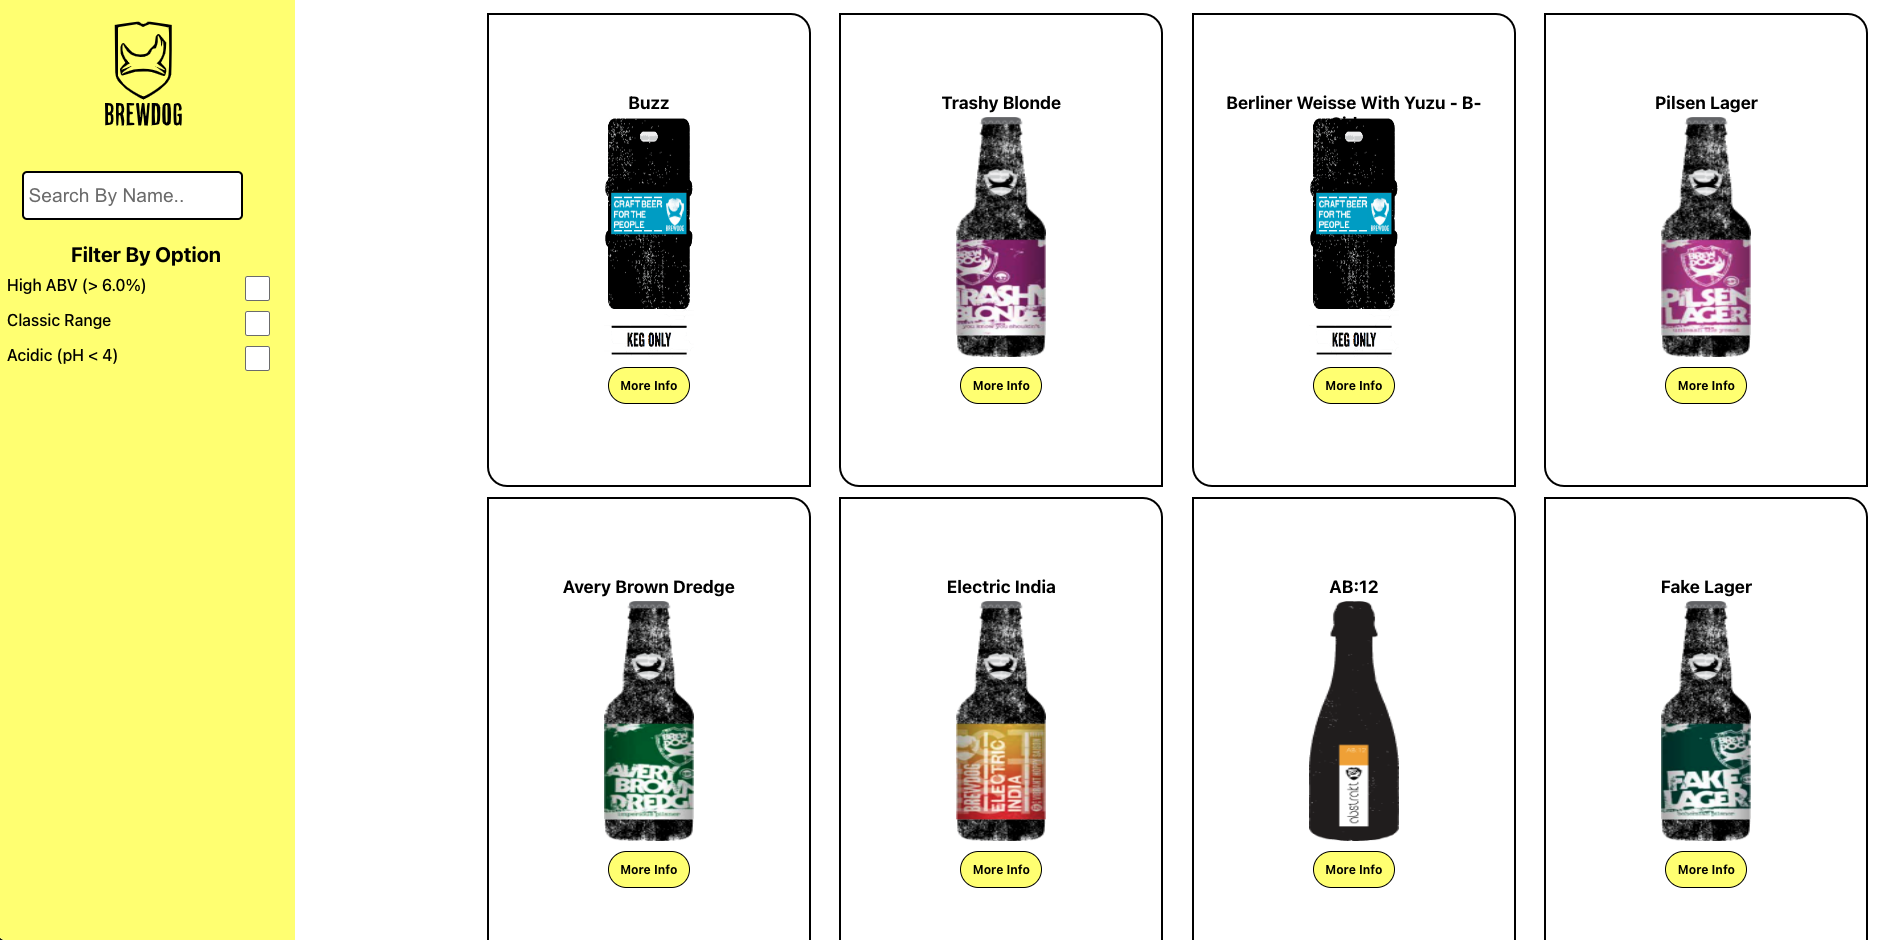 BREWDOG
Search By Name..
Filter By Option
High ABV (> 6.0%)
Classic Range
Acidic (pH < 4)
Buzz
CRAFT BEER
FOR THE
PEOPLE
BREWDOG
KEG ONLY
More Info
Trashy Blonde
TRASHY
BLONDE
More Info
Berliner Weisse With Yuzu - B-
CRAFT BEER
FOR THE
PEOPLE
BREWDOG
KEG ONLY
More Info
Pilsen Lager
BREW
DOG
PILSEN
LAGER
More Info
Avery Brown Dredge
BREW
DOG
AVERY
BROWN
DREDGE
More Info
Electric India
BREWDOG
ELECTRIC
INDIA
More Info
AB:12
AB:12
abstrakt
More Info
Fake Lager
BREW
DOG
FAKE
LAGER
More Info